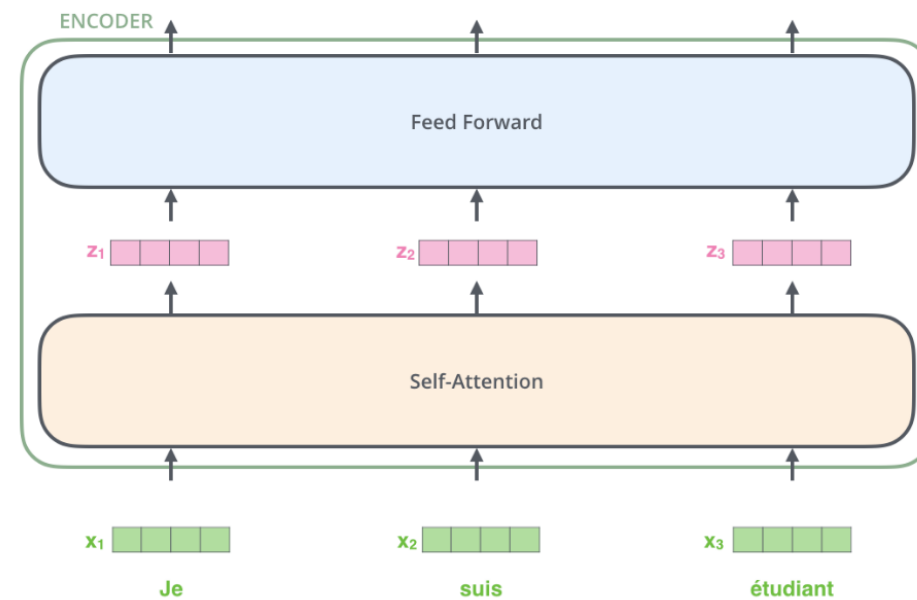 ENCODER
Feed Forward
z₁ z₂ z₃
Self-Attention
x₁ x₂ x₃
Je suis étudiant